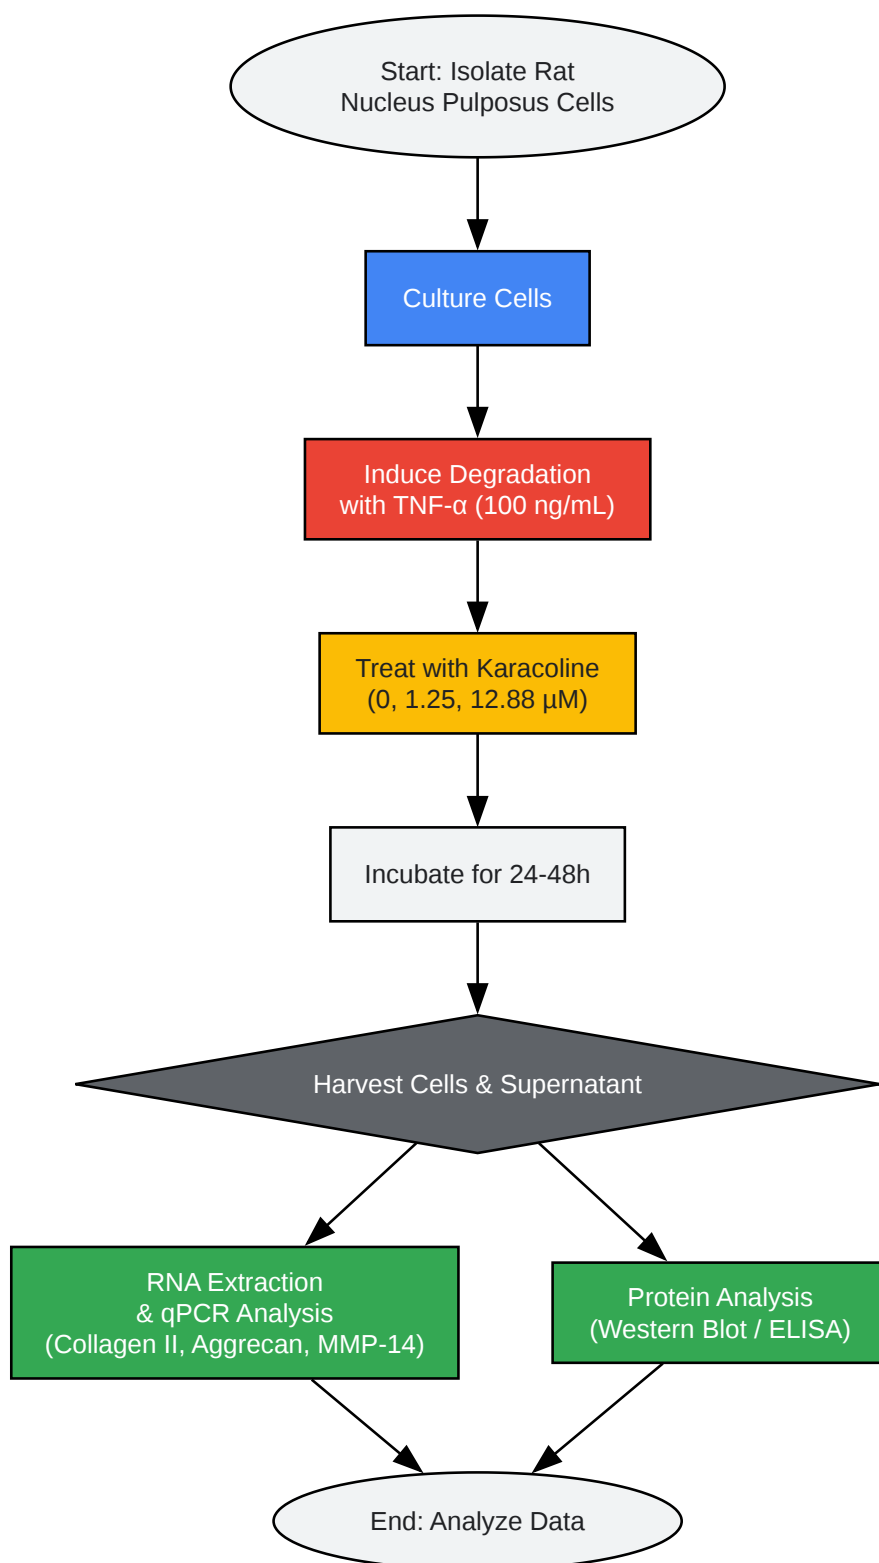 Start: Isolate Rat
Nucleus Pulposus Cells
Culture Cells
Induce Degradation
with TNF-α (100 ng/mL)
Treat with Karacoline
(0, 1.25, 12.88 µM)
Incubate for 24-48h
Harvest Cells & Supernatant
RNA Extraction
& qPCR Analysis
(Collagen II, Aggrecan, MMP-14)
Protein Analysis
(Western Blot / ELISA)
End: Analyze Data